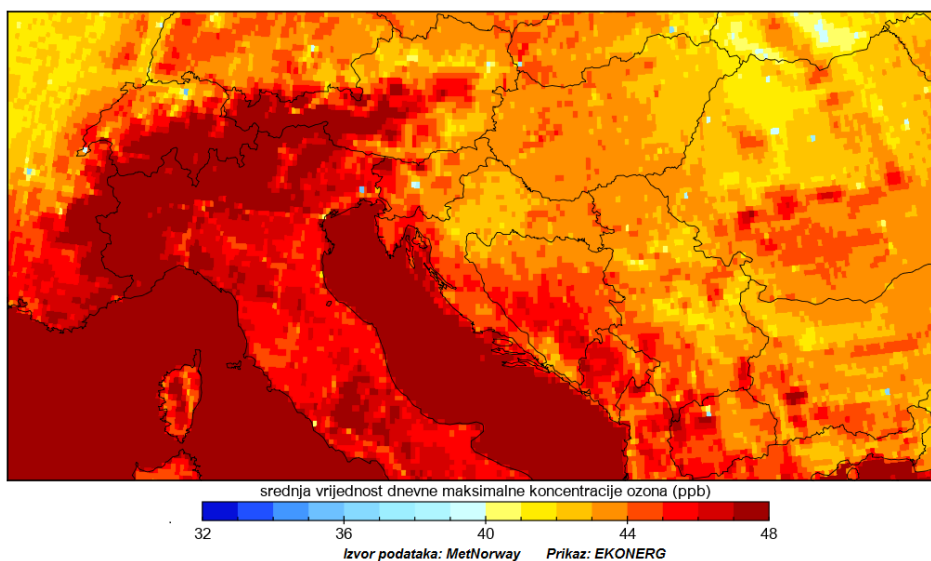 srednja vrijednost dnevne maksimalne koncentracije ozona (ppb)
32 36 40 44 48
Izvor podataka: MetNorway Prikaz: EKONERG